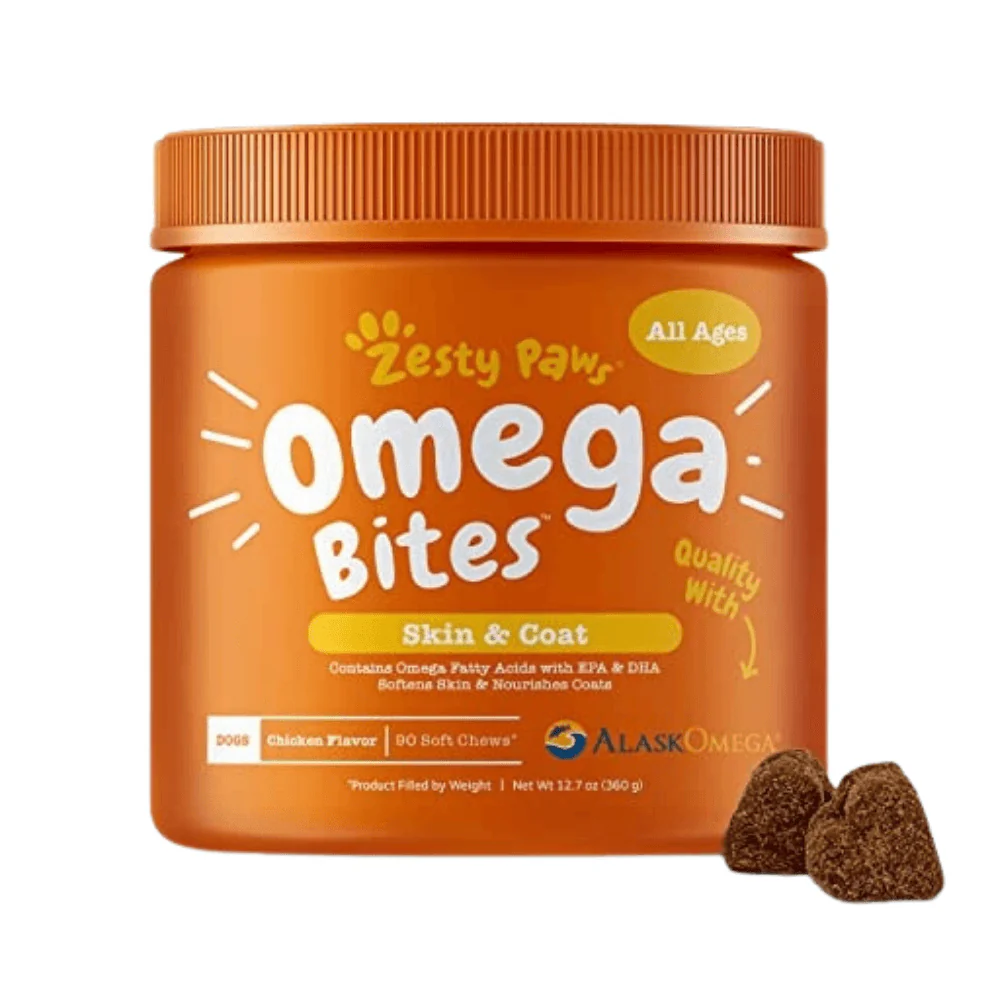 All Ages
Zesty Paws™
Omega
Bites™
Quality
With
Skin & Coat
Contains Omega Fatty Acids with EPA & DHA
Softens Skin & Nourishes Coats
DOGS Chicken Flavor 90 Soft Chews*
ALASKOMEGA®
*Product Filled by Weight | Net Wt 12.7 oz (360 g)